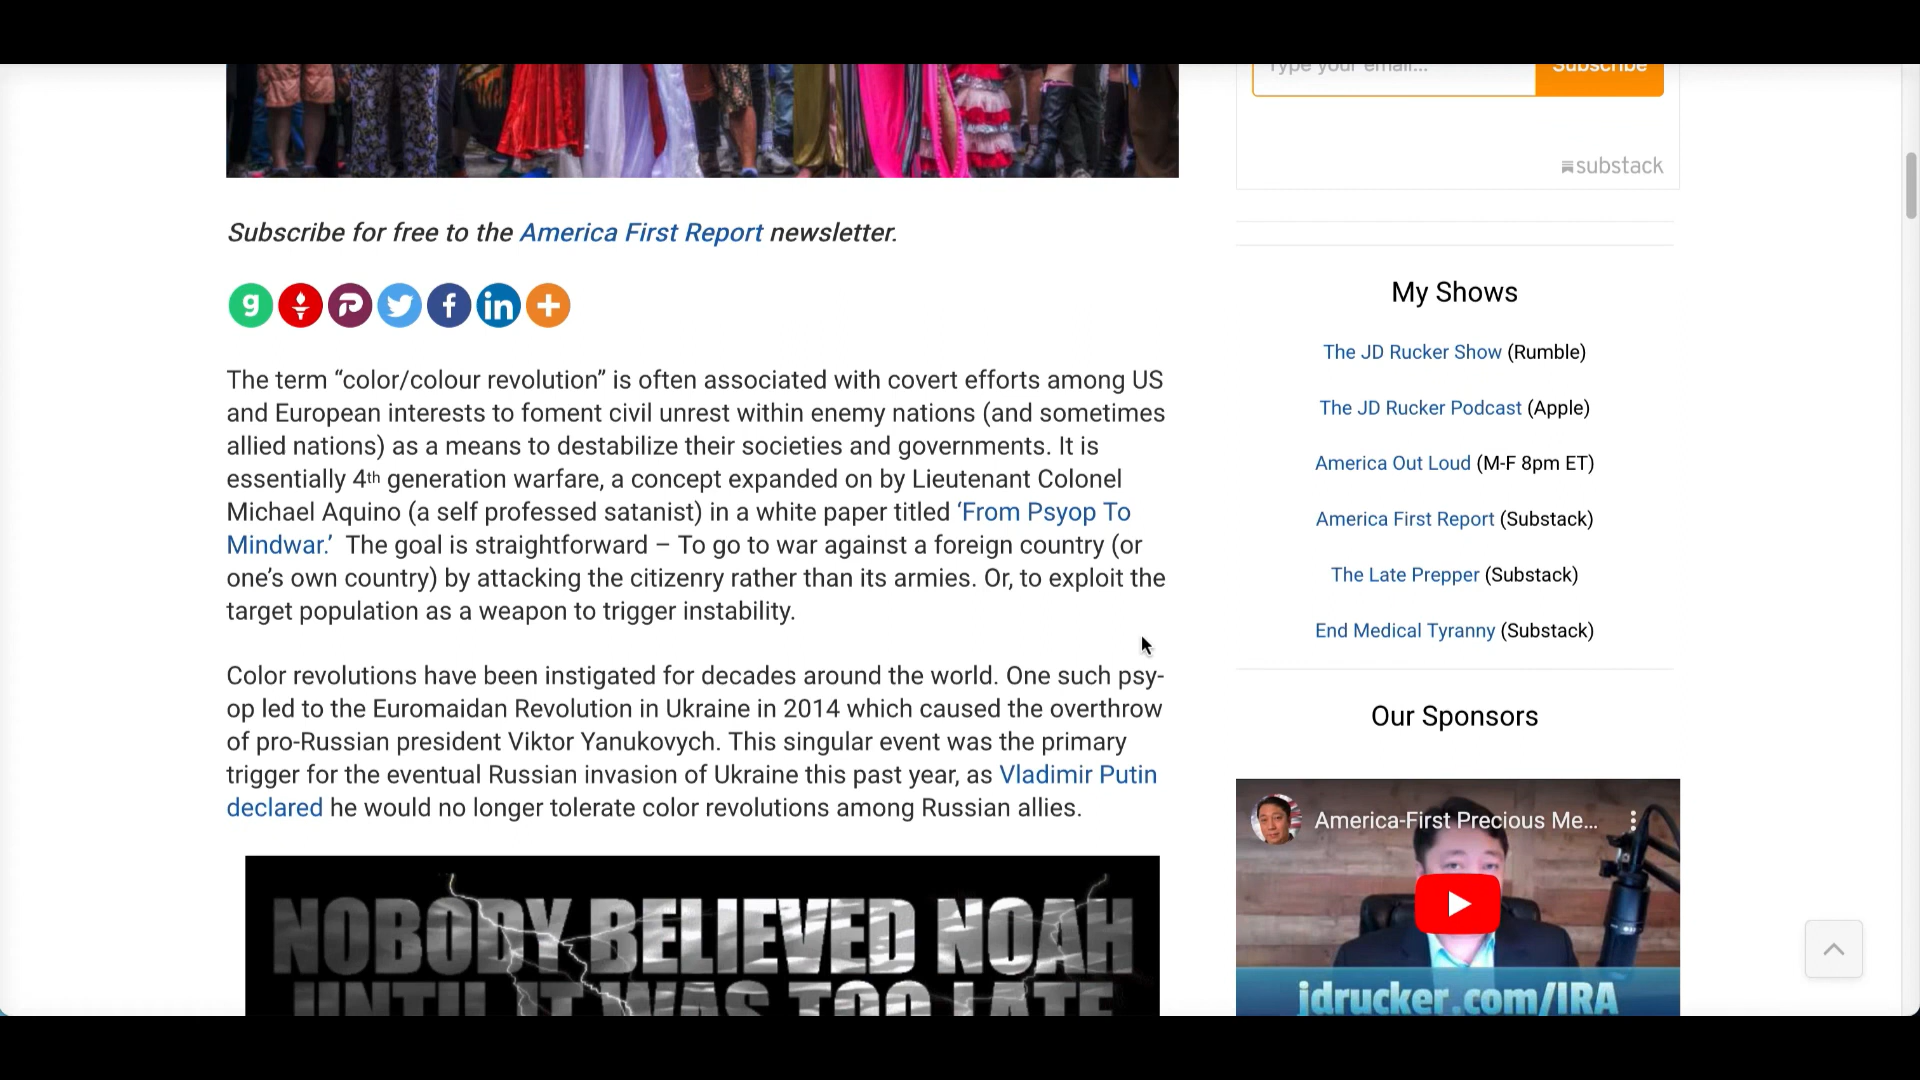 Type your email...
Subscribe
substack
Subscribe for free to the America First Report newsletter.
The term “color/colour revolution” is often associated with covert efforts among US
and European interests to foment civil unrest within enemy nations (and sometimes
allied nations) as a means to destabilize their societies and governments. It is
essentially 4th generation warfare, a concept expanded on by Lieutenant Colonel
Michael Aquino (a self professed satanist) in a white paper titled ‘From Psyop To
Mindwar.’ The goal is straightforward – To go to war against a foreign country (or
one’s own country) by attacking the citizenry rather than its armies. Or, to exploit the
target population as a weapon to trigger instability.
Color revolutions have been instigated for decades around the world. One such psy-
op led to the Euromaidan Revolution in Ukraine in 2014 which caused the overthrow
of pro-Russian president Viktor Yanukovych. This singular event was the primary
trigger for the eventual Russian invasion of Ukraine this past year, as Vladimir Putin
declared he would no longer tolerate color revolutions among Russian allies.
NOBODY BELIEVED NOAH
UNTIL IT WAS TOO LATE
My Shows
The JD Rucker Show (Rumble)
The JD Rucker Podcast (Apple)
America Out Loud (M-F 8pm ET)
America First Report (Substack)
The Late Prepper (Substack)
End Medical Tyranny (Substack)
Our Sponsors
America-First Precious Me...
jdrucker.com/IRA